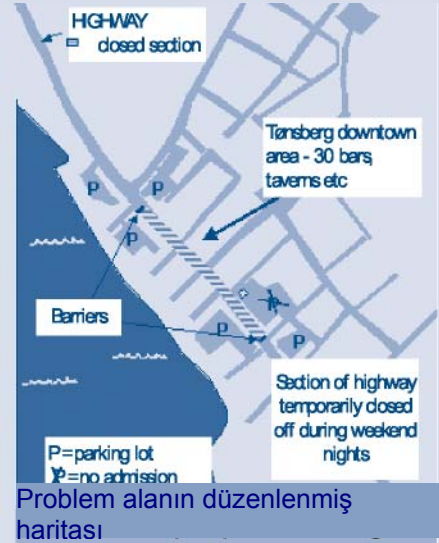 HIGHWAY
closed section
Tønsberg downtown
area - 30 bars,
taverns etc
P
P
P
Barriers
P
P
P
Section of highway
temporarily closed
off during weekend
nights
P=parking lot
P=no admission
Problem alanın düzenlenmiş
haritası